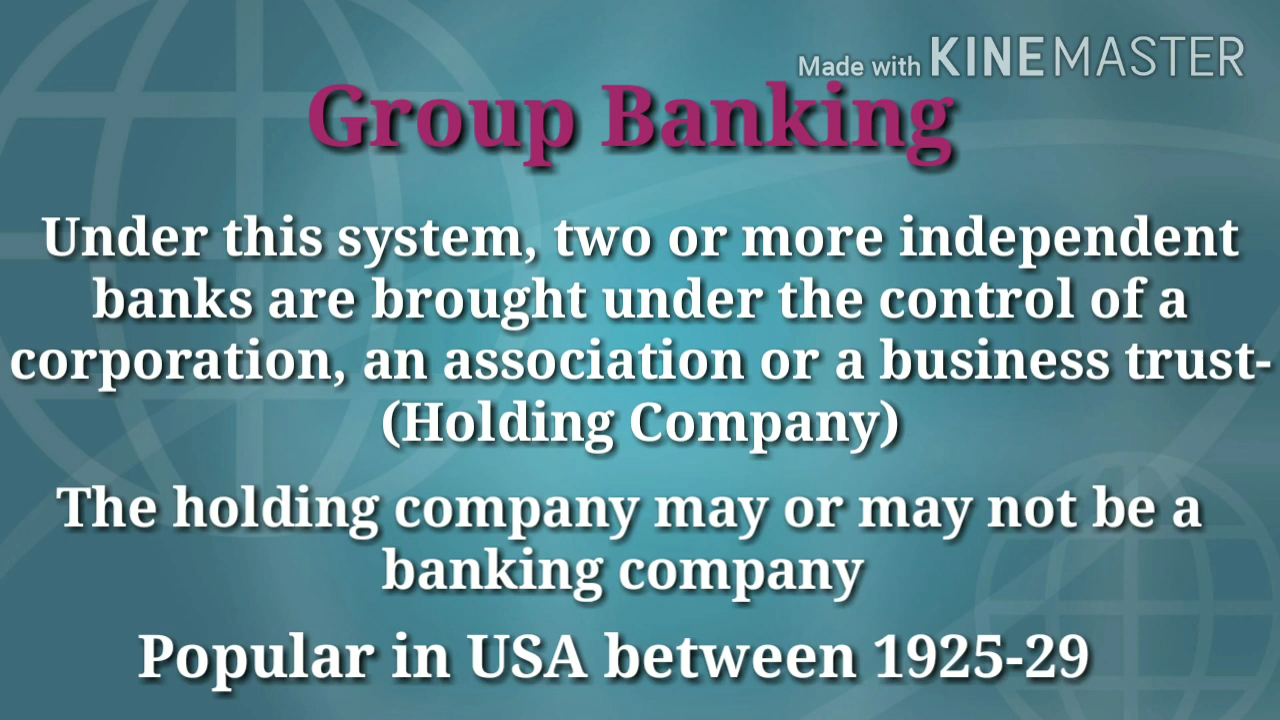 Made with KINEMASTER
Group Banking
Under this system, two or more independent
banks are brought under the control of a
corporation, an association or a business trust-
(Holding Company)
The holding company may or may not be a
banking company
Popular in USA between 1925-29